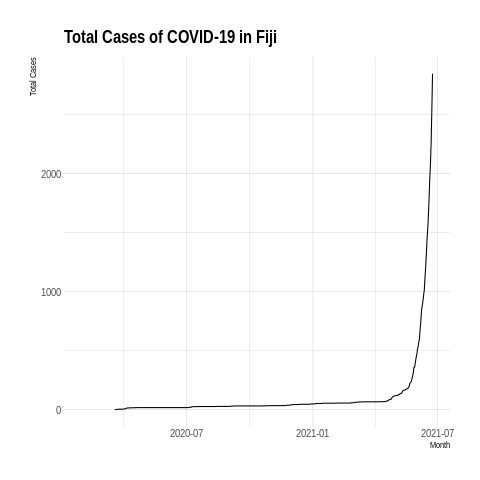 Total Cases of COVID-19 in Fiji
Total Cases
2000
1000
0
2020-07
2021-01
2021-07
Month